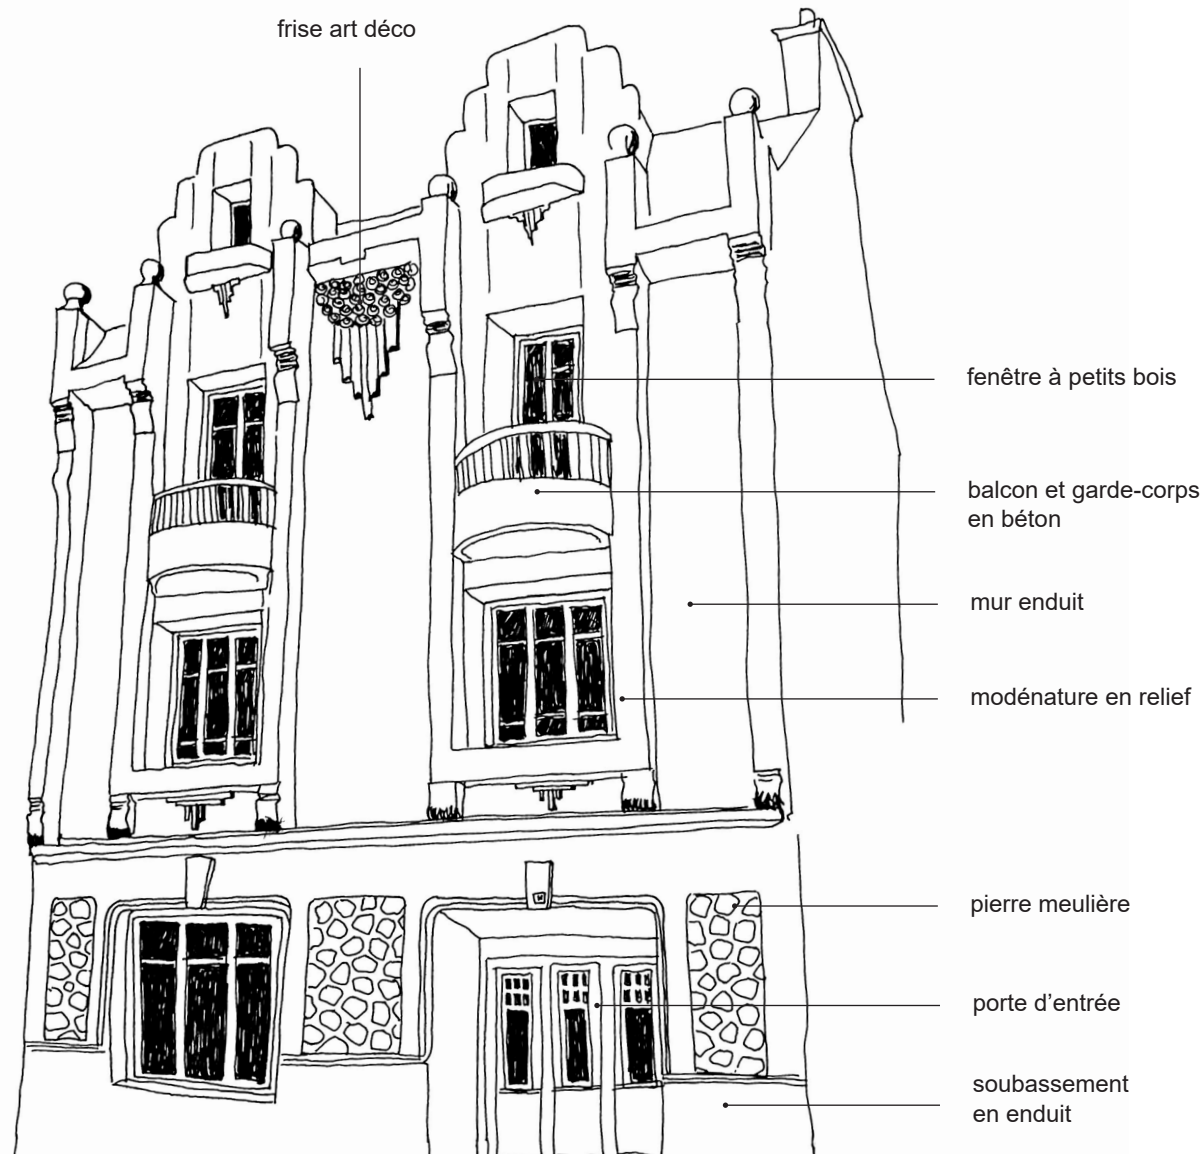 frise art déco
fenêtre à petits bois
balcon et garde-corps
en béton
mur enduit
modénature en relief
pierre meulière
porte d’entrée
soubassement
en enduit